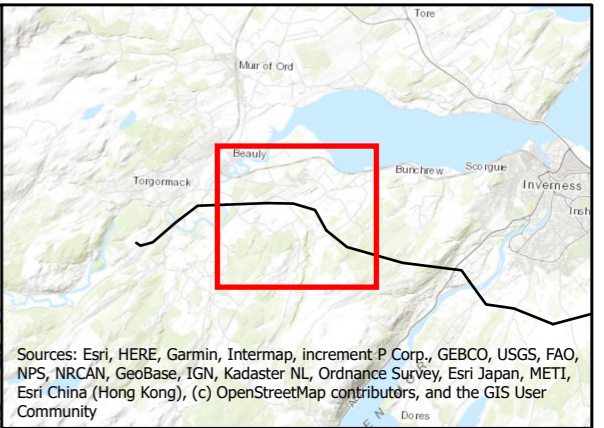 Tore
Muir of Ord
Beauly
Torgormack
Bunchrew
Scorguie
Inverness
Insh
Sources: Esri, HERE, Garmin, Intermap, increment P Corp., GEBCO, USGS, FAO,
NPS, NRCAN, GeoBase, IGN, Kadaster NL, Ordnance Survey, Esri Japan, METI,
Esri China (Hong Kong), (c) OpenStreetMap contributors, and the GIS User
Community
Dores